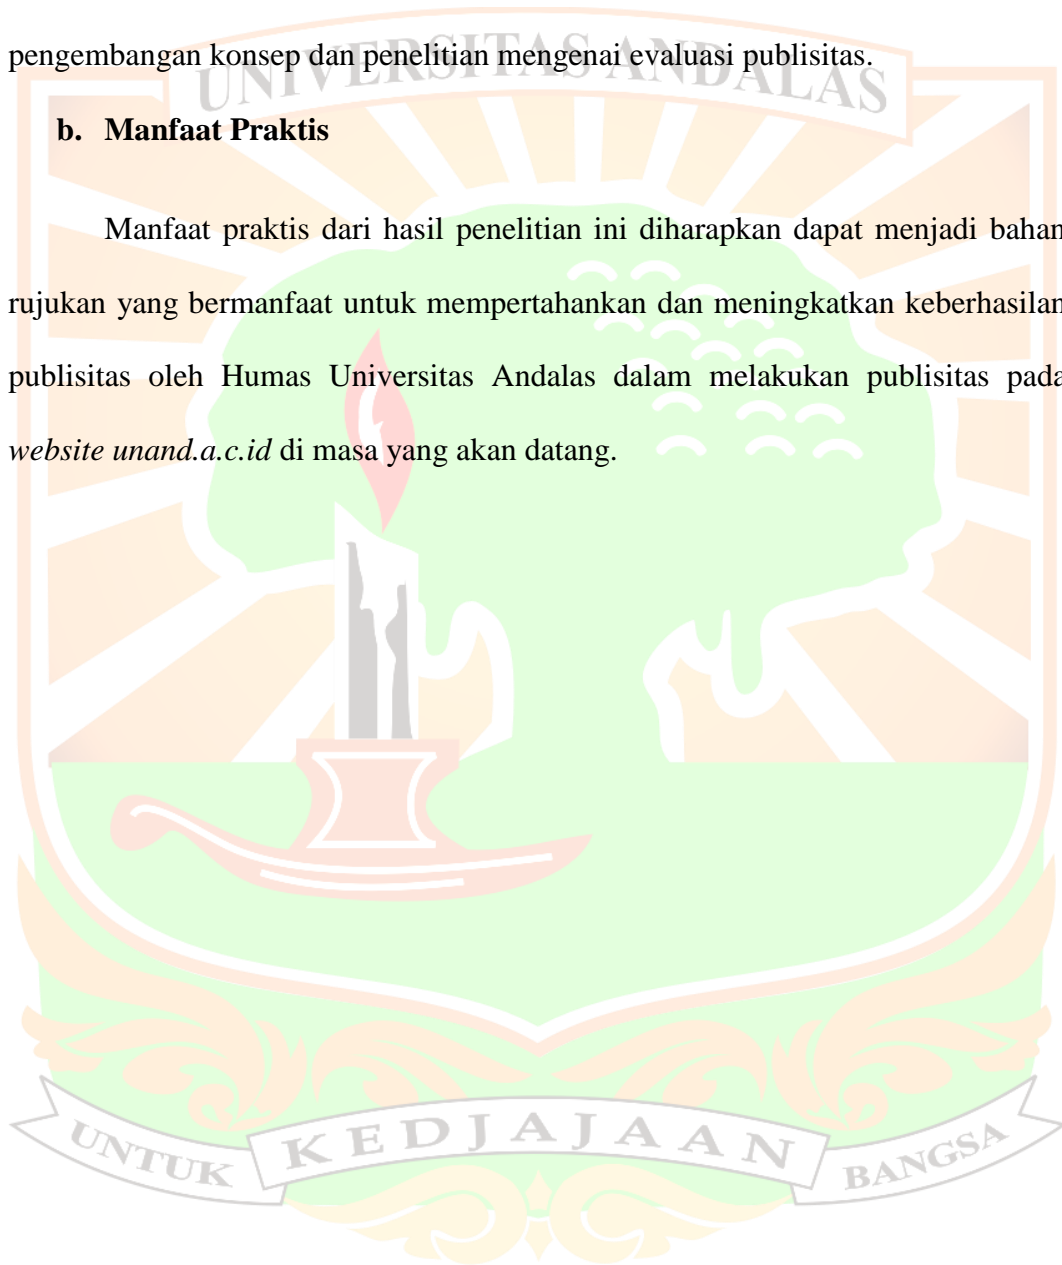 UNIVERSITAS ANDALAS
pengembangan konsep dan penelitian mengenai evaluasi publisitas.
b. Manfaat Praktis
Manfaat praktis dari hasil penelitian ini diharapkan dapat menjadi bahan
rujukan yang bermanfaat untuk mempertahankan dan meningkatkan keberhasilan
publisitas oleh Humas Universitas Andalas dalam melakukan publisitas pada
website unand.a.c.id di masa yang akan datang.
UNTUK KEDJAJAAN BANGSA